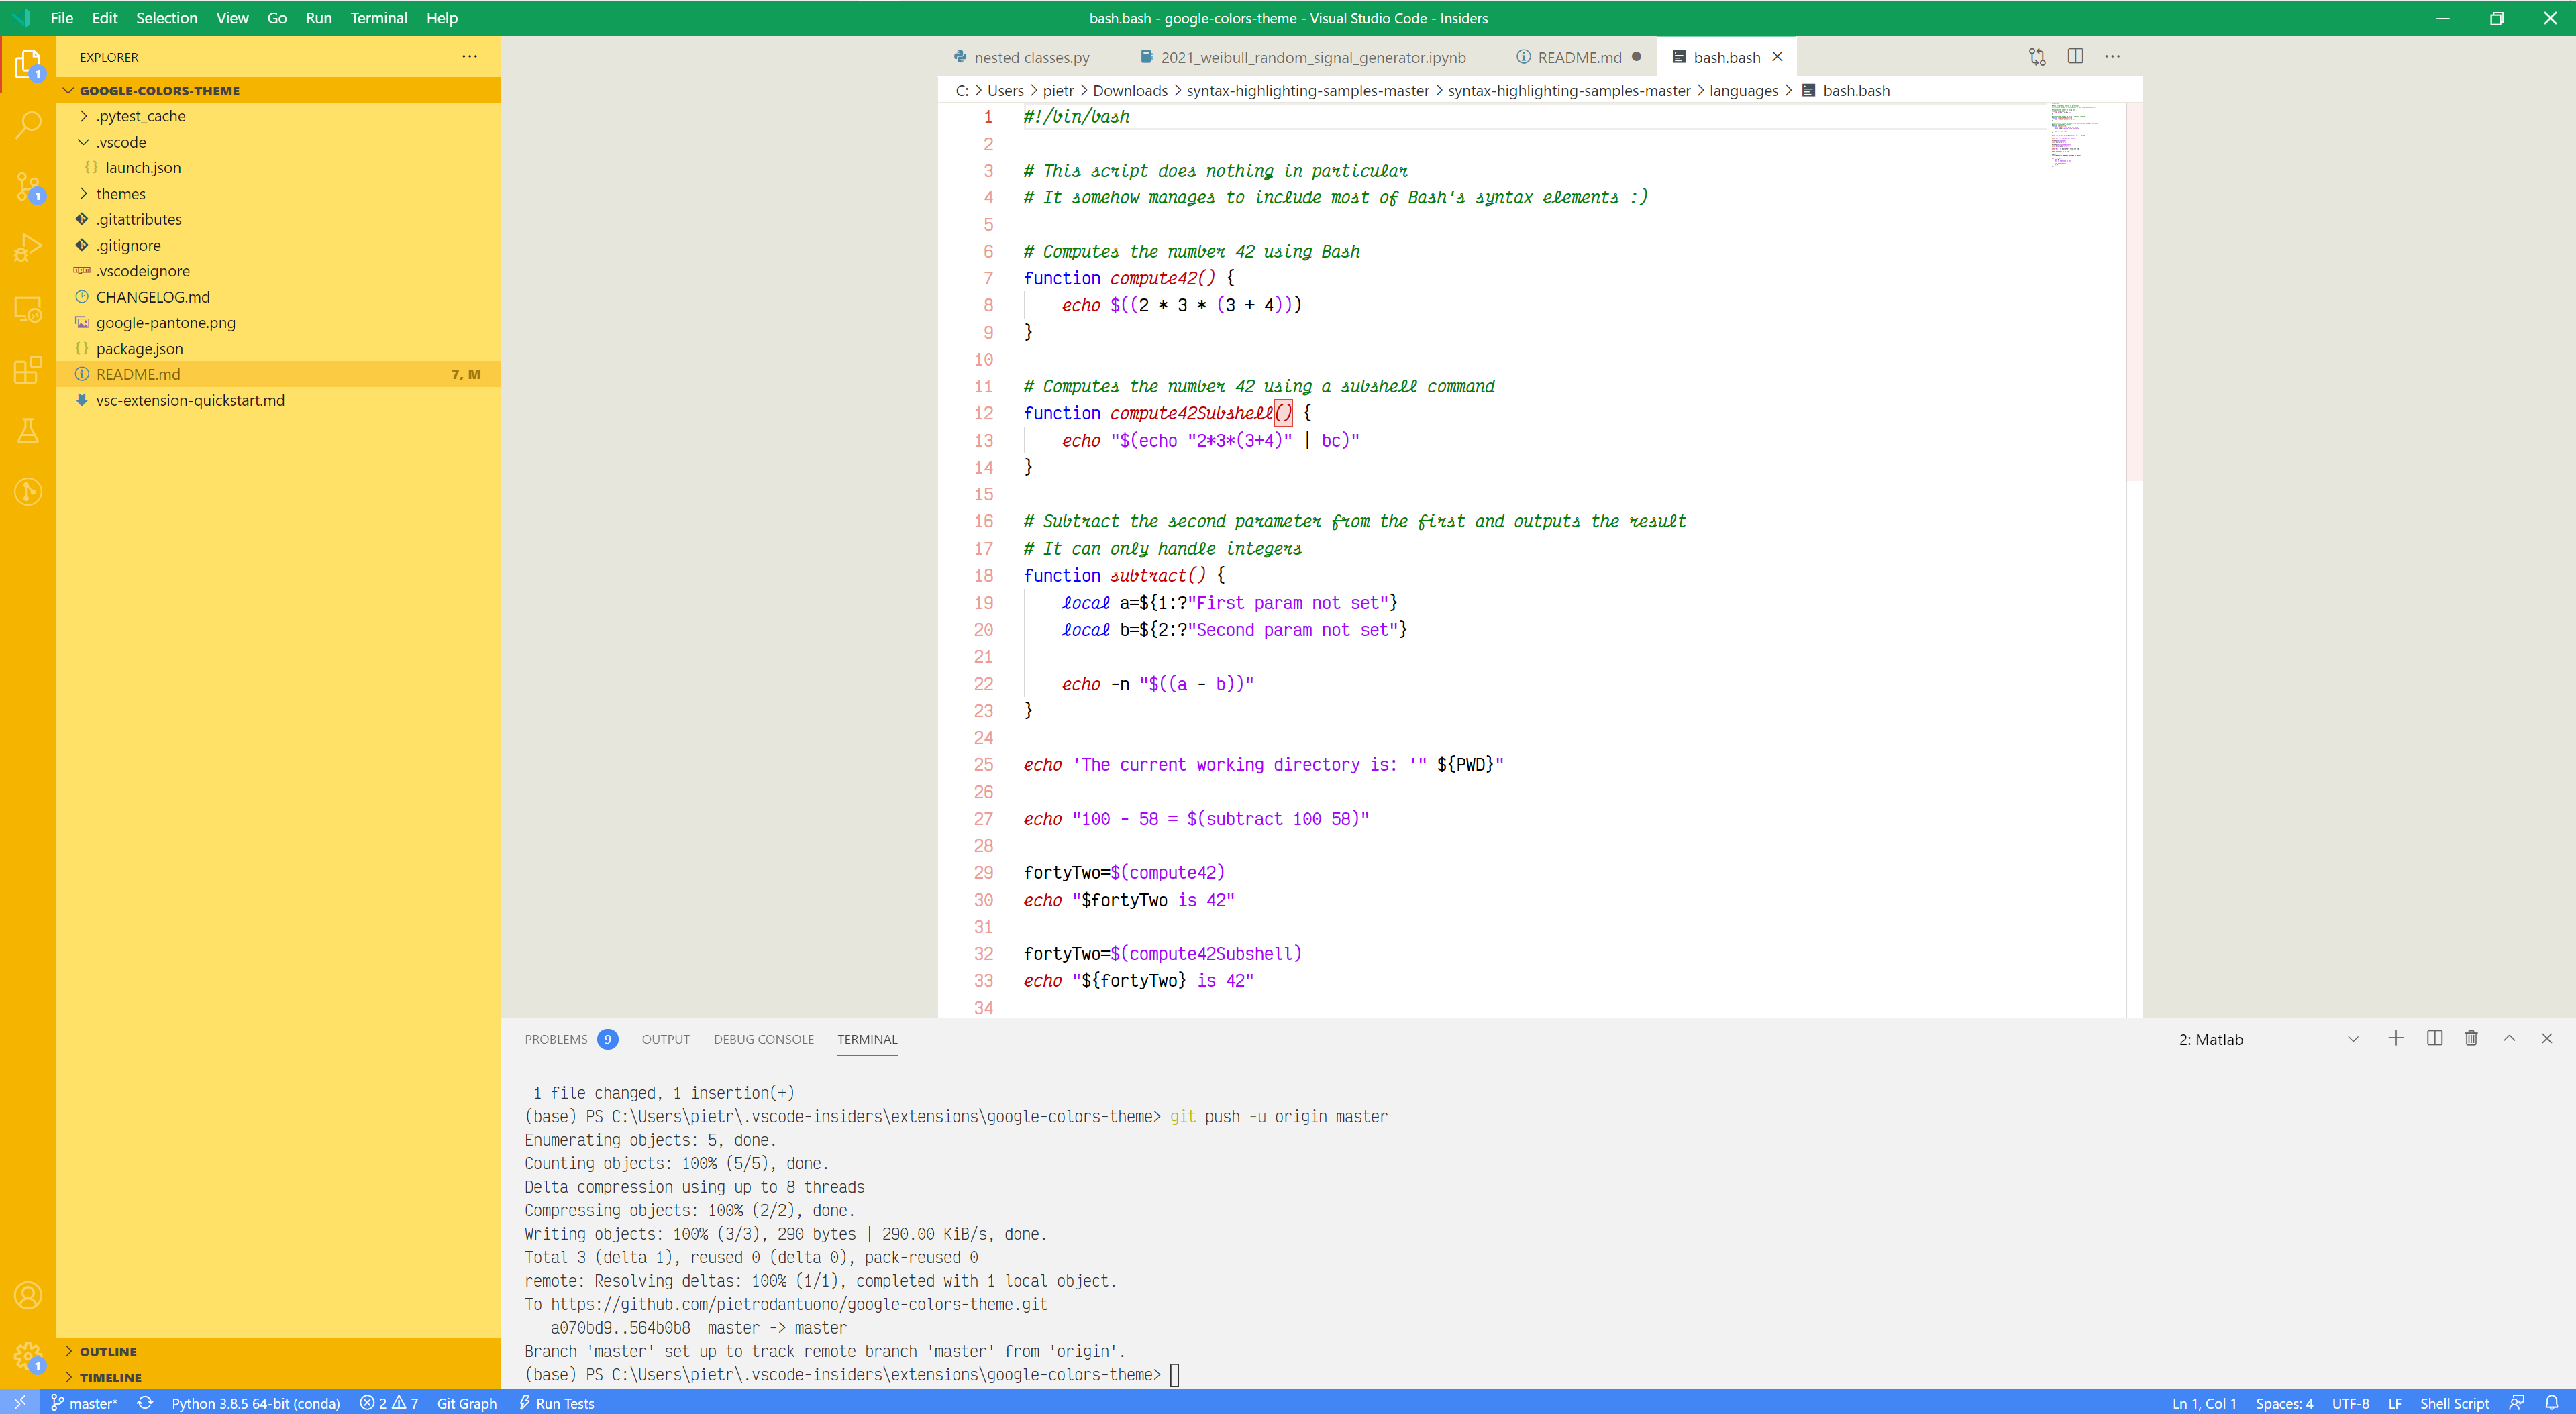 File Edit Selection View Go Run Terminal Help
bash.bash - google-colors-theme - Visual Studio Code - Insiders
EXPLORER
GOOGLE-COLORS-THEME
.pytest_cache
.vscode
{} launch.json
themes
.gitattributes
.gitignore
.vscodeignore
CHANGELOG.md
google-pantone.png
{} package.json
README.md 7, M
vsc-extension-quickstart.md
OUTLINE
TIMELINE
1
1
1
nested classes.py 2021_weibull_random_signal_generator.ipynb README.md bash.bash
C: > Users > pietr > Downloads > syntax-highlighting-samples-master > syntax-highlighting-samples-master > languages > bash.bash
1 #!/bin/bash
2
3 # This script does nothing in particular
4 # It somehow manages to include most of Bash's syntax elements :)
5
6 # Computes the number 42 using Bash
7 function compute42() {
8 echo $((2 * 3 * (3 + 4)))
9 }
10
11 # Computes the number 42 using a subshell command
12 function compute42Subshell() {
13 echo "$(echo "2*3*(3+4)" | bc)"
14 }
15
16 # Subtract the second parameter from the first and outputs the result
17 # It can only handle integers
18 function subtract() {
19 local a=${1:?"First param not set"}
20 local b=${2:?"Second param not set"}
21
22 echo -n "$((a - b))"
23 }
24
25 echo 'The current working directory is: '" ${PWD}"
26
27 echo "100 - 58 = $(subtract 100 58)"
28
29 fortyTwo=$(compute42)
30 echo "$fortyTwo is 42"
31
32 fortyTwo=$(compute42Subshell)
33 echo "${fortyTwo} is 42"
34
PROBLEMS 9 OUTPUT DEBUG CONSOLE TERMINAL 2: Matlab
1 file changed, 1 insertion(+)
(base) PS C:\Users\pietr\.vscode-insiders\extensions\google-colors-theme> git push -u origin master
Enumerating objects: 5, done.
Counting objects: 100% (5/5), done.
Delta compression using up to 8 threads
Compressing objects: 100% (2/2), done.
Writing objects: 100% (3/3), 290 bytes | 290.00 KiB/s, done.
Total 3 (delta 1), reused 0 (delta 0), pack-reused 0
remote: Resolving deltas: 100% (1/1), completed with 1 local object.
To https://github.com/pietrodantuono/google-colors-theme.git
a070bd9..564b0b8 master -> master
Branch 'master' set up to track remote branch 'master' from 'origin'.
(base) PS C:\Users\pietr\.vscode-insiders\extensions\google-colors-theme>
master* Python 3.8.5 64-bit (conda) 2 7 Git Graph Run Tests Ln 1, Col 1 Spaces: 4 UTF-8 LF Shell Script